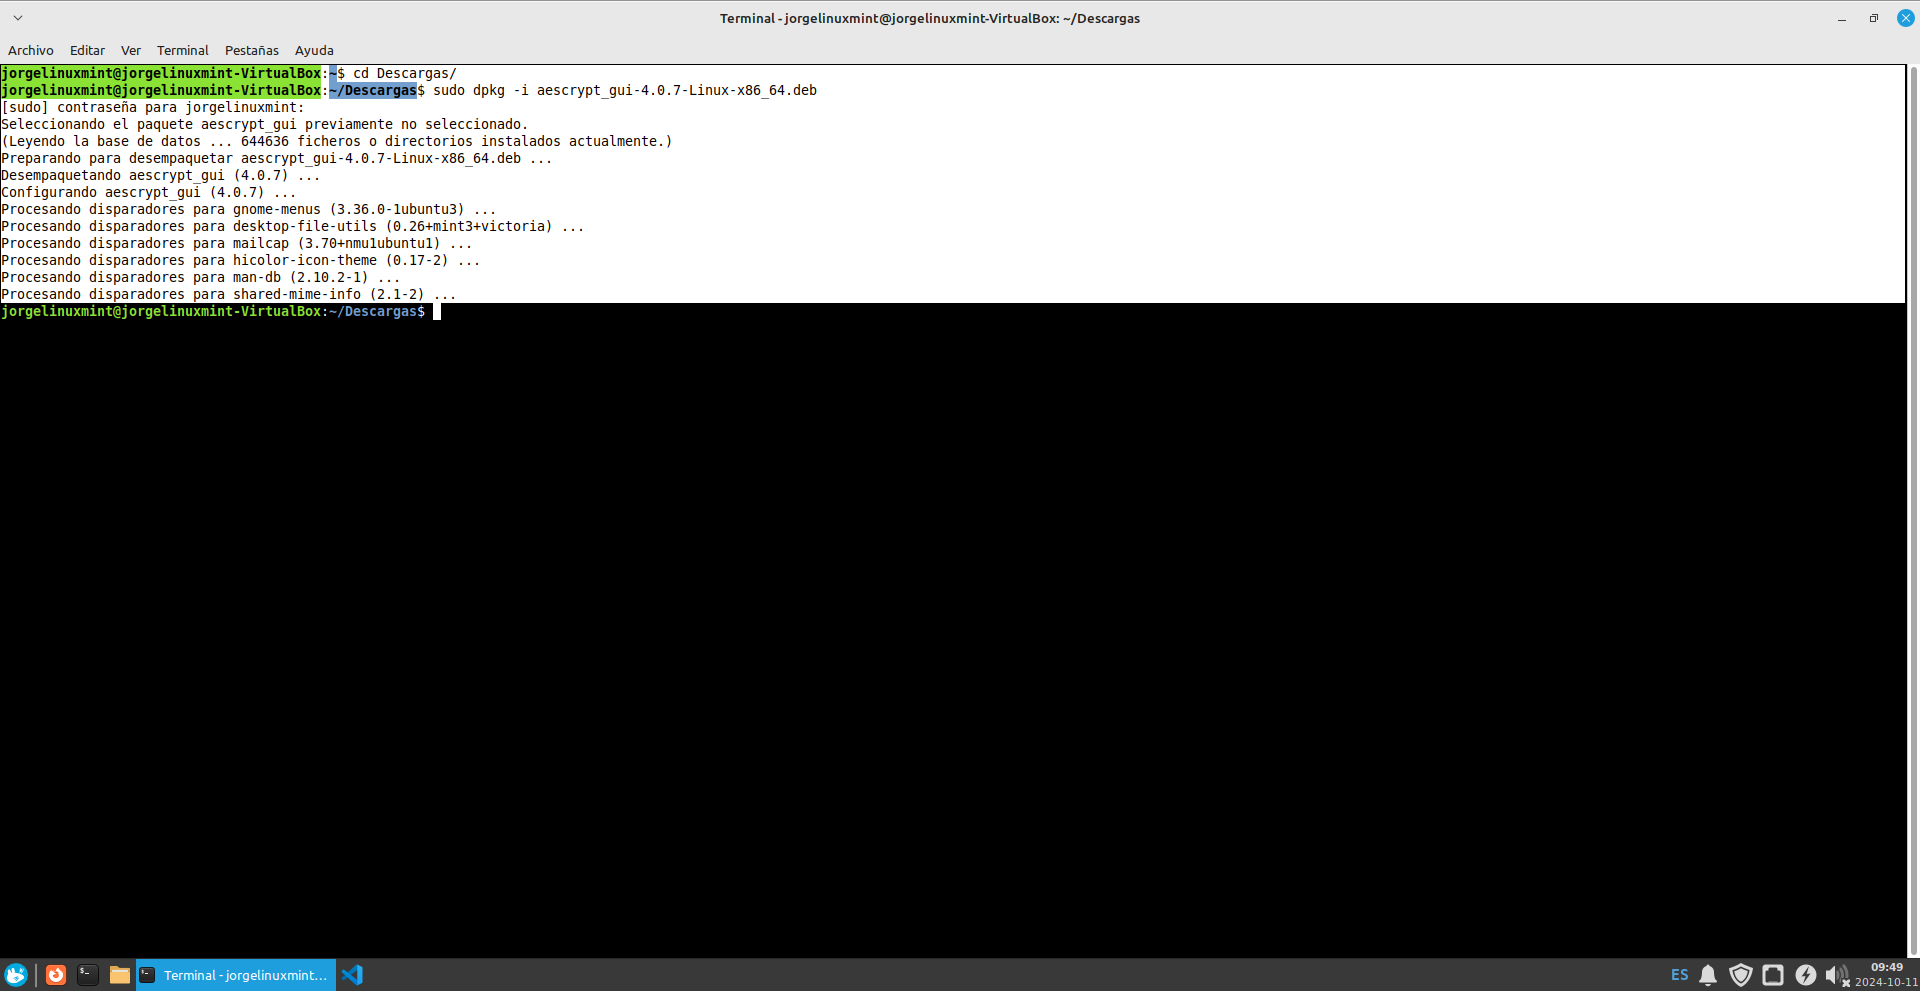 Terminal - jorgelinuxmint@jorgelinuxmint-VirtualBox: ~/Descargas
Archivo Editar Ver Terminal Pestañas Ayuda
jorgelinuxmint@jorgelinuxmint-VirtualBox:~$ cd Descargas/
jorgelinuxmint@jorgelinuxmint-VirtualBox:~/Descargas$ sudo dpkg -i aescrypt_gui-4.0.7-Linux-x86_64.deb
[sudo] contraseña para jorgelinuxmint:
Seleccionando el paquete aescrypt_gui previamente no seleccionado.
(Leyendo la base de datos ... 644636 ficheros o directorios instalados actualmente.)
Preparando para desempaquetar aescrypt_gui-4.0.7-Linux-x86_64.deb ...
Desempaquetando aescrypt_gui (4.0.7) ...
Configurando aescrypt_gui (4.0.7) ...
Procesando disparadores para gnome-menus (3.36.0-1ubuntu3) ...
Procesando disparadores para desktop-file-utils (0.26+mint3+victoria) ...
Procesando disparadores para mailcap (3.70+nmu1ubuntu1) ...
Procesando disparadores para hicolor-icon-theme (0.17-2) ...
Procesando disparadores para man-db (2.10.2-1) ...
Procesando disparadores para shared-mime-info (2.1-2) ...
jorgelinuxmint@jorgelinuxmint-VirtualBox:~/Descargas$
Terminal - jorgelinuxmint...
ES
09:49
2024-10-11